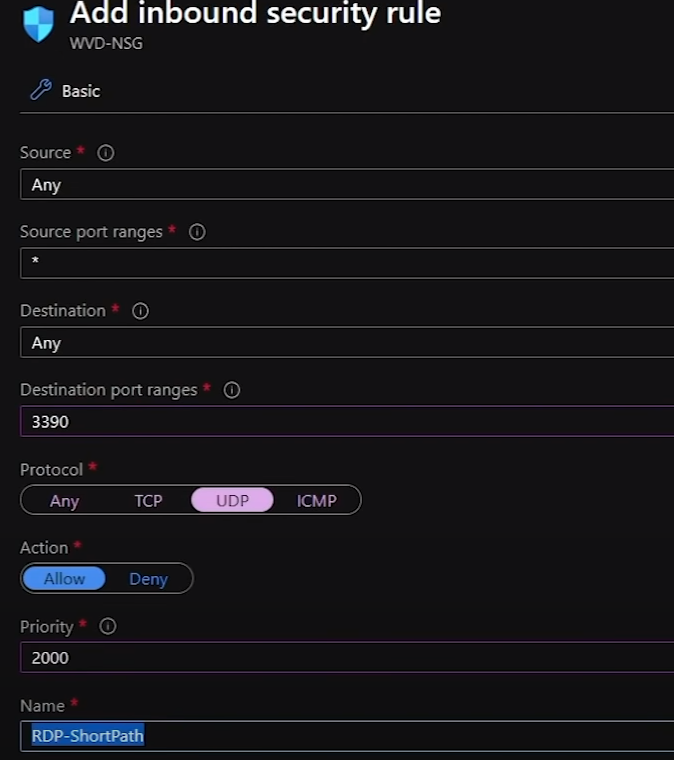 Add inbound security rule
WVD-NSG
Basic
Source *
Any
Source port ranges *
*
Destination *
Any
Destination port ranges *
3390
Protocol *
Any TCP UDP ICMP
Action *
Allow Deny
Priority *
2000
Name *
RDP-ShortPath